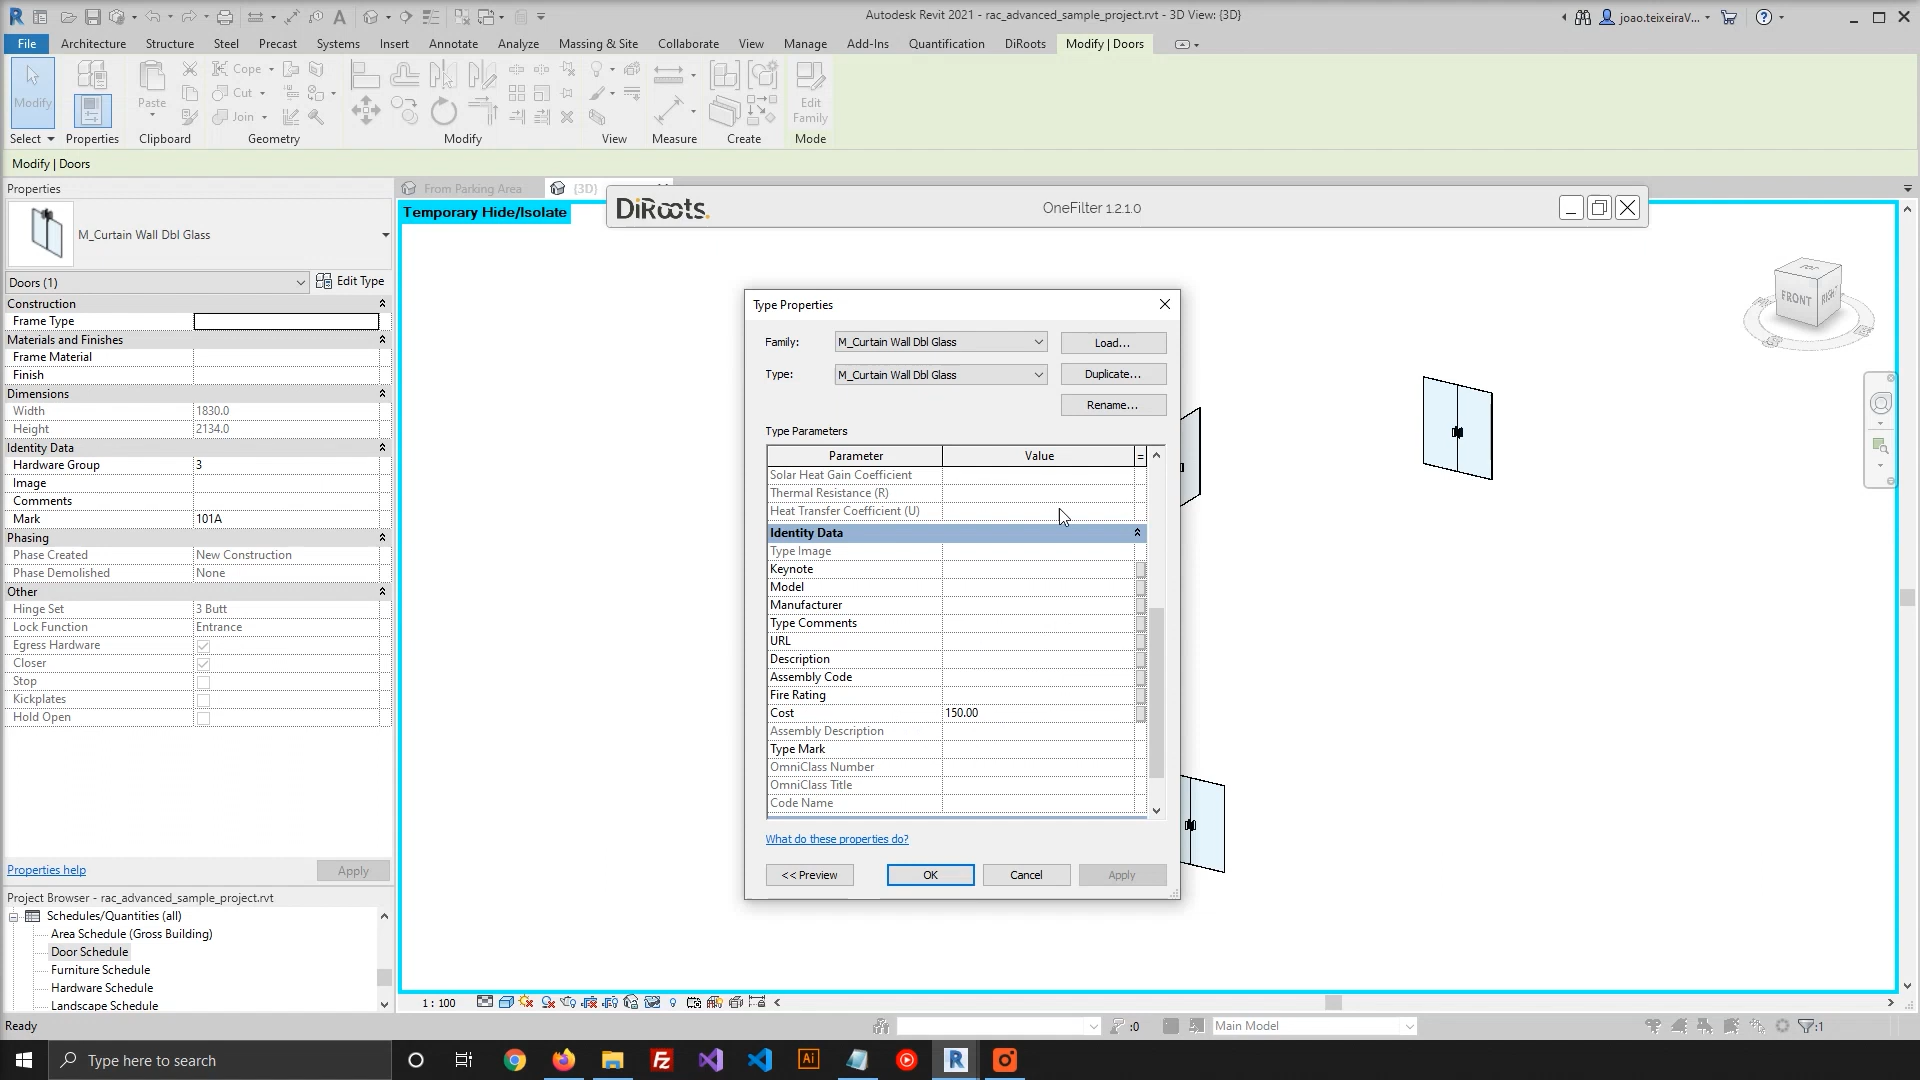 Autodesk Revit 2021 - rac_advanced_sample_project.rvt - 3D View: {3D}
joao.teixeiraV...
File Architecture Structure Steel Precast Systems Insert Annotate Analyze Massing & Site Collaborate View Manage Add-Ins Quantification DiRoots Modify | Doors
Modify
Paste
Cope
Cut
Join
Edit
Family
Select Properties Clipboard Geometry Modify View Measure Create Mode
Modify | Doors
Properties
M_Curtain Wall Dbl Glass
Doors (1)
Edit Type
Construction
Frame Type
Materials and Finishes
Frame Material
Finish
Dimensions
Width 1830.0
Height 2134.0
Identity Data
Hardware Group 3
Image
Comments
Mark 101A
Phasing
Phase Created New Construction
Phase Demolished None
Other
Hinge Set 3 Butt
Lock Function Entrance
Egress Hardware
Closer
Stop
Kickplates
Hold Open
Properties help
Apply
Project Browser - rac_advanced_sample_project.rvt
Schedules/Quantities (all)
Area Schedule (Gross Building)
Door Schedule
Furniture Schedule
Hardware Schedule
Landscape Schedule
From Parking Area
{3D}
Temporary Hide/Isolate
DiRoots.
OneFilter 1.2.1.0
FRONT
RIGHT
Type Properties
Family: M_Curtain Wall Dbl Glass Load...
Type: M_Curtain Wall Dbl Glass Duplicate...
Rename...
Type Parameters
Parameter Value =
Solar Heat Gain Coefficient
Thermal Resistance (R)
Heat Transfer Coefficient (U)
Identity Data
Type Image
Keynote
Model
Manufacturer
Type Comments
URL
Description
Assembly Code
Fire Rating
Cost 150.00
Assembly Description
Type Mark
OmniClass Number
OmniClass Title
Code Name
What do these properties do?
<< Preview OK Cancel Apply
1 : 100
Ready
:0
Main Model
:1
Type here to search